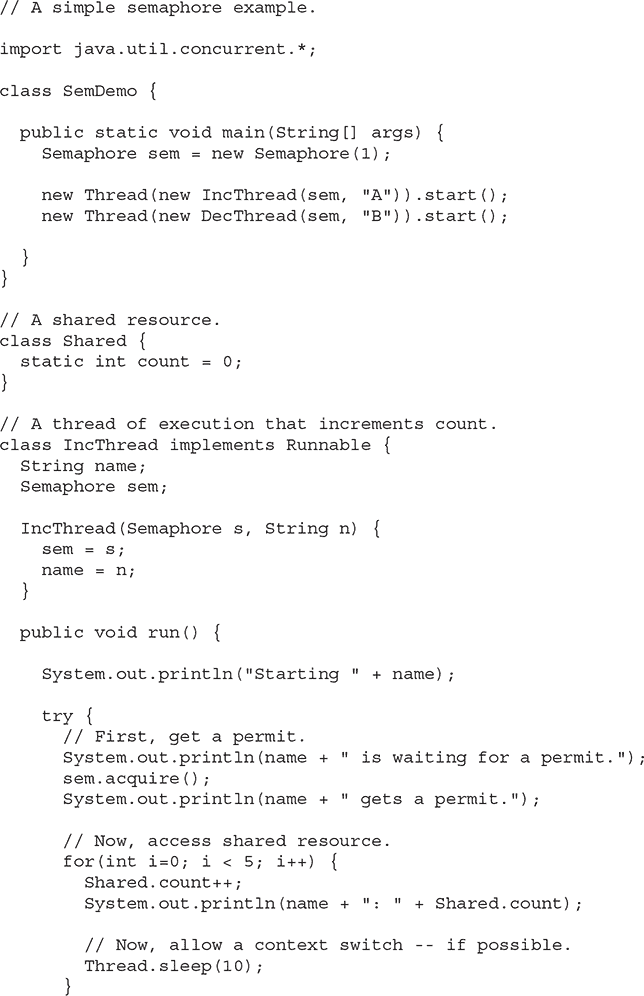 // A simple semaphore example.
import java.util.concurrent.*;
class SemDemo {
public static void main(String[] args) {
Semaphore sem = new Semaphore(1);
new Thread(new IncThread(sem, "A")).start();
new Thread(new DecThread(sem, "B")).start();
}
}
// A shared resource.
class Shared {
static int count = 0;
}
// A thread of execution that increments count.
class IncThread implements Runnable {
String name;
Semaphore sem;
IncThread(Semaphore s, String n) {
sem = s;
name = n;
}
public void run() {
System.out.println("Starting " + name);
try {
// First, get a permit.
System.out.println(name + " is waiting for a permit.");
sem.acquire();
System.out.println(name + " gets a permit.");
// Now, access shared resource.
for(int i=0; i < 5; i++) {
Shared.count++;
System.out.println(name + ": " + Shared.count);
// Now, allow a context switch -- if possible.
Thread.sleep(10);
}